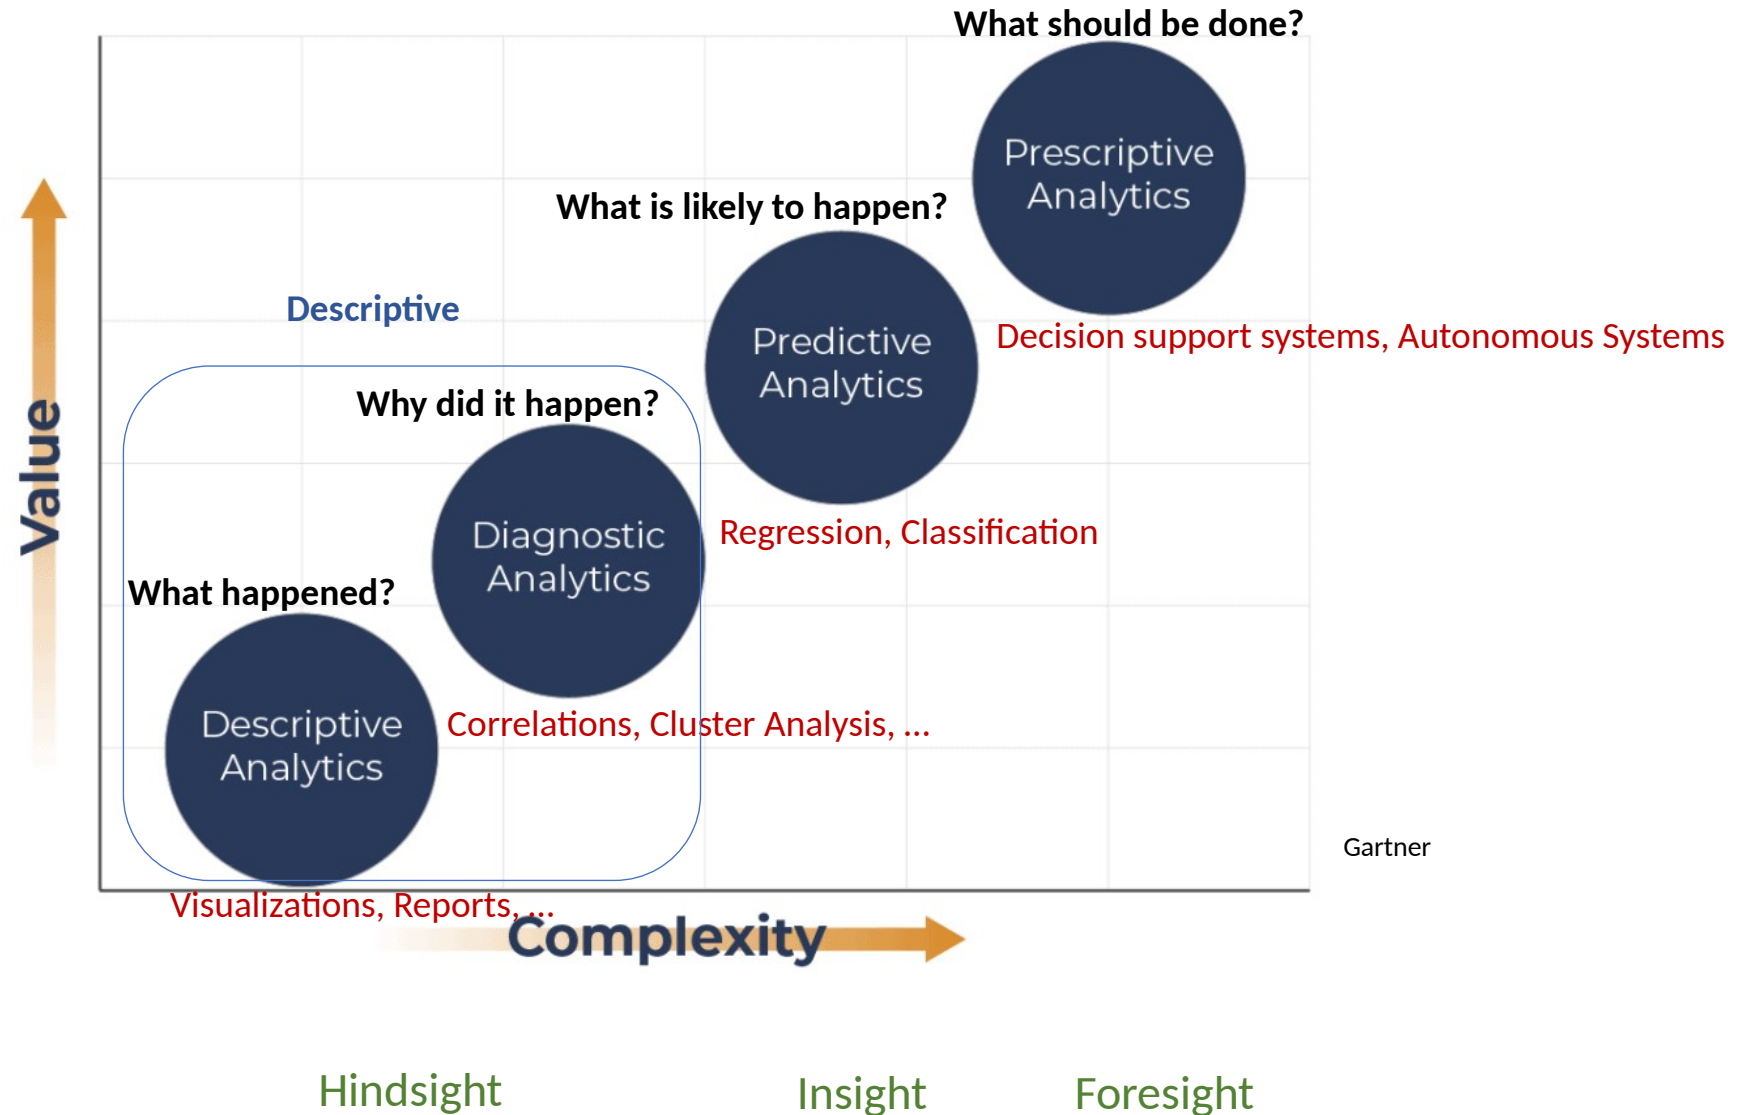 What should be done?
Prescriptive
Analytics
What is likely to happen?
Descriptive
Predictive
Analytics
Decision support systems, Autonomous Systems
Why did it happen?
Value
Diagnostic
Analytics
Regression, Classification
What happened?
Descriptive
Analytics
Correlations, Cluster Analysis, ...
Gartner
Visualizations, Reports, ...
Complexity
Hindsight
Insight
Foresight